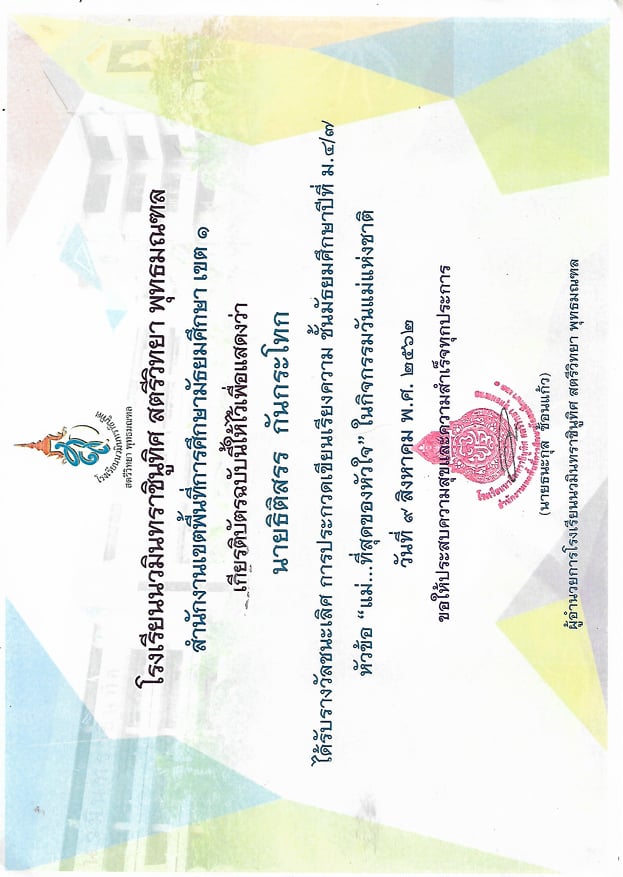 โรงเรียนนวมินทราชินูทิศ
สตรีวิทยา พุทธมณฑล
โรงเรียนนวมินทราชินูทิศ สตรีวิทยา พุทธมณฑล
สำนักงานเขตพื้นที่การศึกษามัธยมศึกษา เขต ๑
เกียรติบัตรฉบับนี้ให้ไว้เพื่อแสดงว่า
นายธิติสรร กันกระโทก
ได้รับรางวัลชนะเลิศ การประกวดเขียนเรียงความ ชั้นมัธยมศึกษาปีที่ ม.๔/๗
หัวข้อ “แม่...ที่สุดของหัวใจ” ในกิจกรรมวันแม่แห่งชาติ
วันที่ ๙ สิงหาคม พ.ศ. ๒๕๖๒
ขอให้ประสบความสุขและความสำเร็จทุกประการ
โรงเรียนนวมินทราชินูทิศ สตรีวิทยา พุทธมณฑล
สำนักงานเขตพื้นที่การศึกษามัธยมศึกษา เขต ๑
(นายธนะกุล ช้อนแก้ว)
ผู้อำนวยการโรงเรียนนวมินทราชินูทิศ สตรีวิทยา พุทธมณฑล